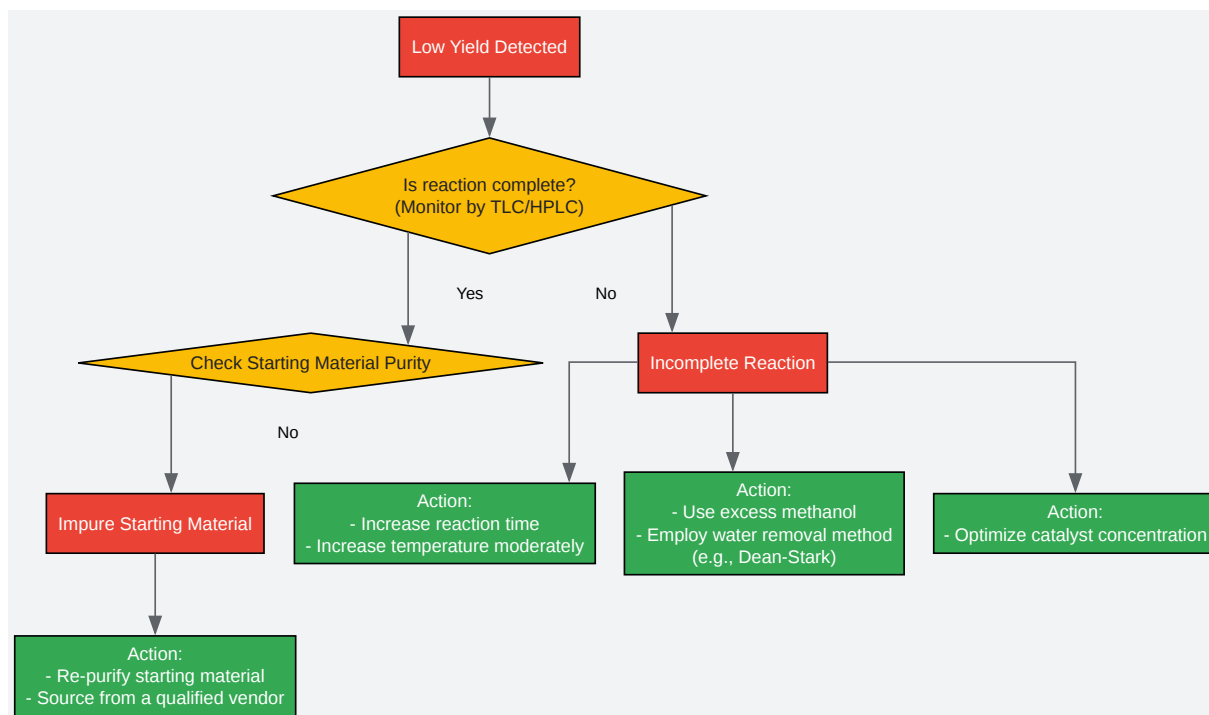 Low Yield Detected
Is reaction complete?
(Monitor by TLC/HPLC)
Yes
No
Check Starting Material Purity
Incomplete Reaction
No
Impure Starting Material
Action:
- Increase reaction time
- Increase temperature moderately
Action:
- Use excess methanol
- Employ water removal method
(e.g., Dean-Stark)
Action:
- Optimize catalyst concentration
Action:
- Re-purify starting material
- Source from a qualified vendor